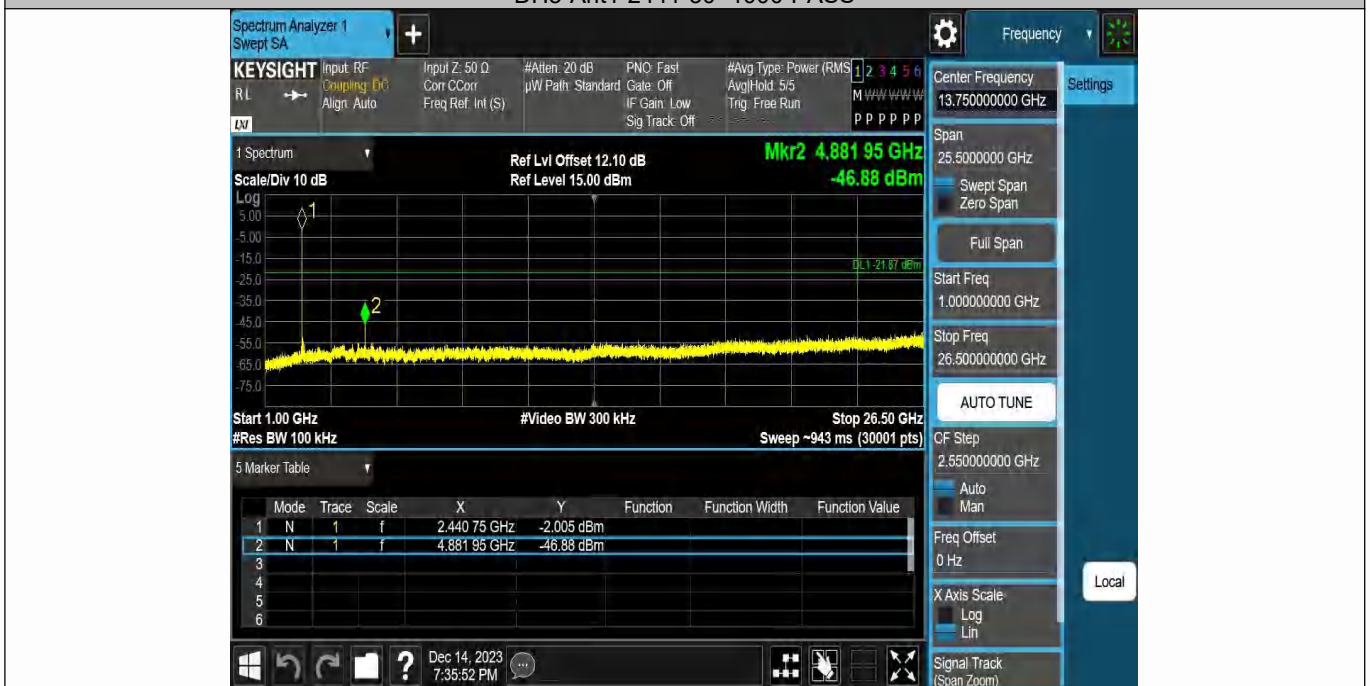 Spectrum Analyzer 1
Swept SA
+
Frequency
KEYSIGHT
RL
LXI
Input: RF
Coupling: DC
Align: Auto
Input Z: 50 Ω
Corr CCorr
Freq Ref: Int (S)
#Atten: 20 dB
µW Path: Standard
PNO: Fast
Gate: Off
IF Gain: Low
Sig Track: Off
#Avg Type: Power (RMS
Avg|Hold: 5/5
Trig: Free Run
1 2 3 4 5 6
M W W W W W
P P P P P P
1 Spectrum
Scale/Div 10 dB
Ref Lvl Offset 12.10 dB
Ref Level 15.00 dBm
Mkr2 4.881 95 GHz
-46.88 dBm
Log
5.00
-5.00
-15.0
-25.0
-35.0
-45.0
-55.0
-65.0
-75.0
1
2
DL1 -21.87 dBm
Start 1.00 GHz
#Res BW 100 kHz
#Video BW 300 kHz
Stop 26.50 GHz
Sweep ~943 ms (30001 pts)
5 Marker Table
Mode Trace Scale X Y Function Function Width Function Value
1 N 1 f 2.440 75 GHz -2.005 dBm
2 N 1 f 4.881 95 GHz -46.88 dBm
3
4
5
6
Dec 14, 2023
7:35:52 PM
Center Frequency
13.750000000 GHz
Settings
Span
25.5000000 GHz
Swept Span
Zero Span
Full Span
Start Freq
1.000000000 GHz
Stop Freq
26.500000000 GHz
AUTO TUNE
CF Step
2.550000000 GHz
Auto
Man
Freq Offset
0 Hz
X Axis Scale
Log
Lin
Signal Track
(Span Zoom)
Local